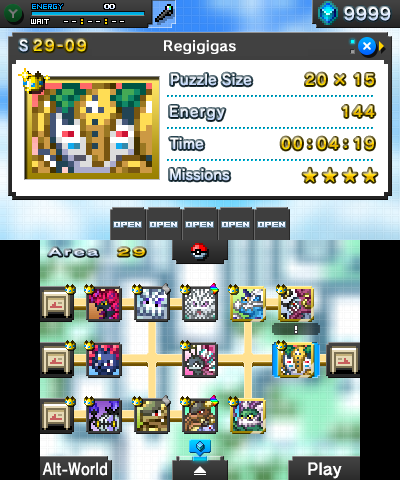 Y ENERGY ∞ 9999
WAIT --:--:--
S 29-09 Regigigas
Puzzle Size 20 × 15
Energy 144
Time 00:04:19
Missions ★★★★
OPEN OPEN OPEN OPEN OPEN
Area 29
!
Alt-World Play